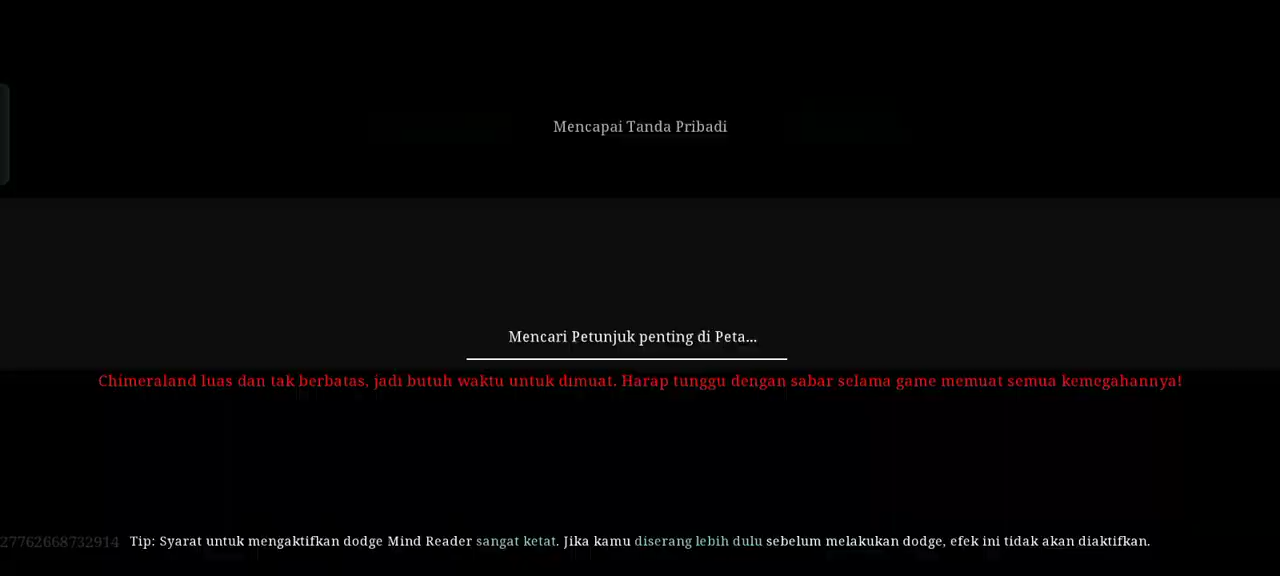 Mencapai Tanda Pribadi
Mencari Petunjuk penting di Peta...
Chimeraland luas dan tak berbatas, jadi butuh waktu untuk dimuat. Harap tunggu dengan sabar selama game memuat semua kemegahannya!
27762668732914
Tip: Syarat untuk mengaktifkan dodge Mind Reader sangat ketat. Jika kamu diserang lebih dulu sebelum melakukan dodge, efek ini tidak akan diaktifkan.